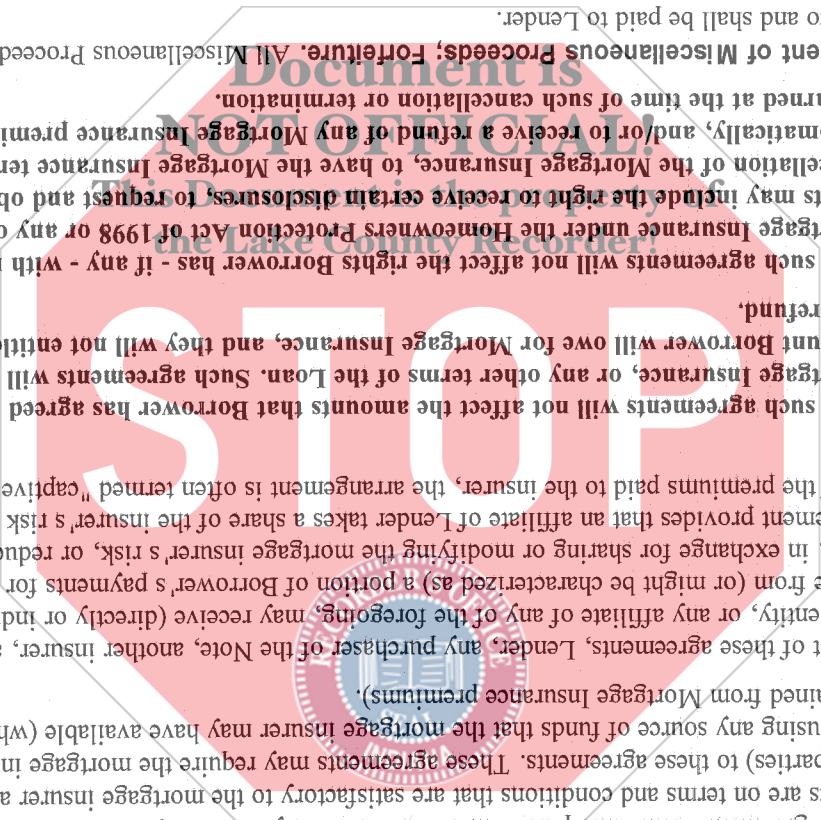 s are on terms and conditions that are satisfactory to the mortgage insurer a
parties) to these agreements. These agreements may require the mortgage in
using any source of funds that the mortgage insurer may have available (wh
ained from Mortgage Insurance premiums).
t of these agreements, Lender, any purchaser of the Note, another insurer, a
entity, or any affiliate of any of the foregoing, may receive (directly or indi
e from (or might be characterized as) a portion of Borrower's payments for
in exchange for sharing or modifying the mortgage insurer's risk, or reduc
ement provides that an affiliate of Lender takes a share of the insurer's risk
the premiums paid to the insurer, the arrangement is often termed "captive
such agreements will not affect the amounts that Borrower has agreed
tgage Insurance, or any other terms of the Loan. Such agreements will
unt Borrower will owe for Mortgage Insurance, and they will not entitle
refund.
such agreements will not affect the rights Borrower has - if any - with
tgage Insurance under the Homeowners Protection Act of 1998 or any o
ts may include the right to receive certain disclosures, to request and ob
cellation of the Mortgage Insurance, to have the Mortgage Insurance ter
matically, and/or to receive a refund of any Mortgage Insurance premi
arned at the time of such cancellation or termination.
ent of Miscellaneous Proceeds; Forfeiture. All Miscellaneous Proceed
to and shall be paid to Lender.
Document is
NOT OFFICIAL!
This Document is the property of
the Lake County Recorder!
STOP
SEAL
INDIANA